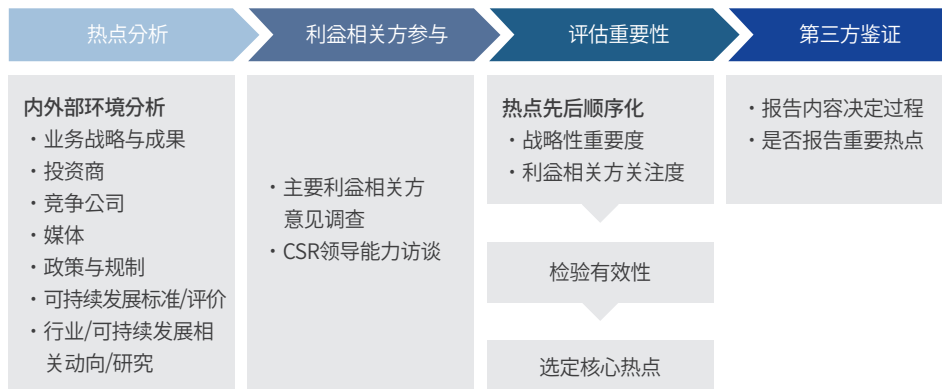 热点分析
利益相关方参与
评估重要性
第三方鉴证
内外部环境分析
・业务战略与成果
・投资商
・竞争公司
・媒体
・政策与规制
・可持续发展标准/评价
・行业/可持续发展相
关动向/研究
・主要利益相关方
意见调查
・CSR领导能力访谈
热点先后顺序化
・战略性重要度
・利益相关方关注度
检验有效性
选定核心热点
・报告内容决定过程
・是否报告重要热点